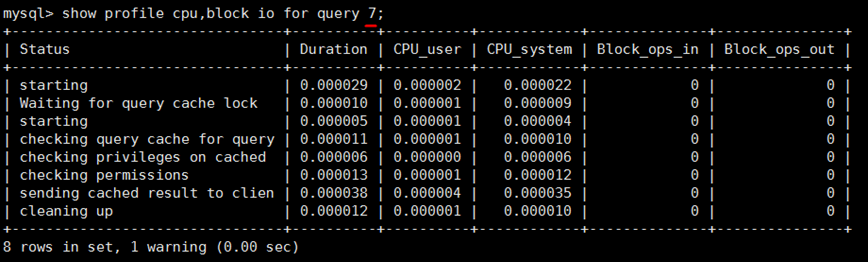 mysql> show profile cpu,block io for query 7;
+--------------------------------+----------+----------+------------+--------------+---------------+
| Status                         | Duration | CPU_user | CPU_system | Block_ops_in | Block_ops_out |
+--------------------------------+----------+----------+------------+--------------+---------------+
| starting                       | 0.000029 | 0.000002 |   0.000022 |            0 |             0 |
| Waiting for query cache lock   | 0.000010 | 0.000001 |   0.000009 |            0 |             0 |
| starting                       | 0.000005 | 0.000001 |   0.000004 |            0 |             0 |
| checking query cache for query | 0.000011 | 0.000001 |   0.000010 |            0 |             0 |
| checking privileges on cached  | 0.000006 | 0.000000 |   0.000006 |            0 |             0 |
| checking permissions           | 0.000013 | 0.000001 |   0.000012 |            0 |             0 |
| sending cached result to clien | 0.000038 | 0.000004 |   0.000035 |            0 |             0 |
| cleaning up                    | 0.000012 | 0.000001 |   0.000010 |            0 |             0 |
+--------------------------------+----------+----------+------------+--------------+---------------+
8 rows in set, 1 warning (0.00 sec)